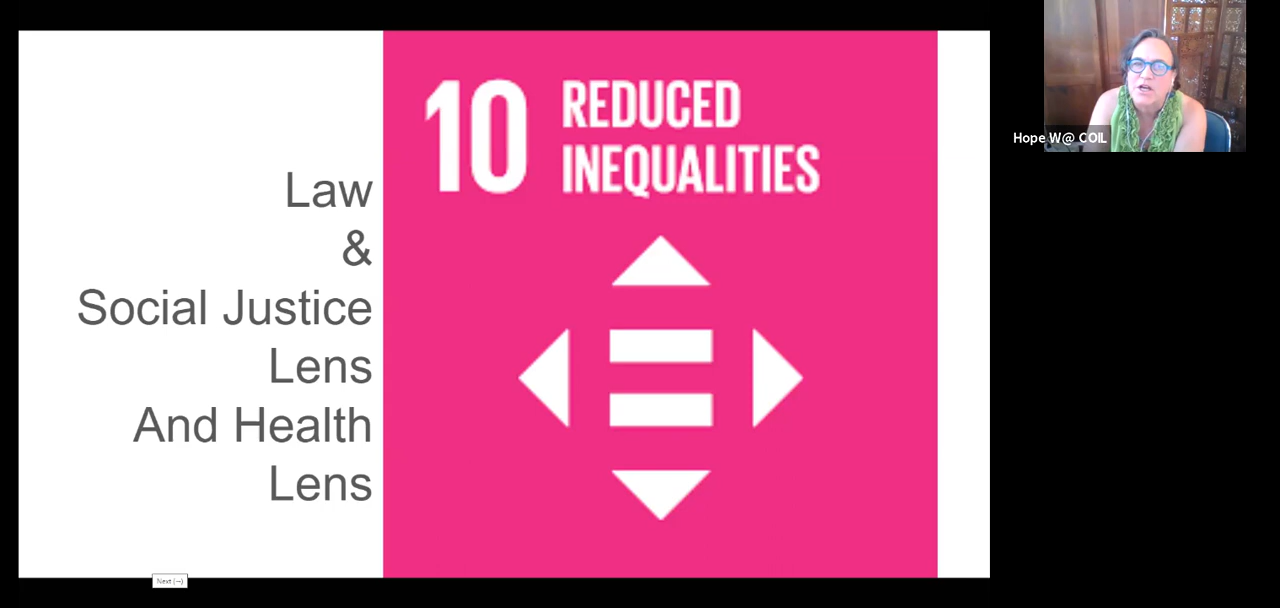 Law
&
Social Justice
Lens
And Health
Lens
10 REDUCED
INEQUALITIES
Hope W@ COIL
Next (→)